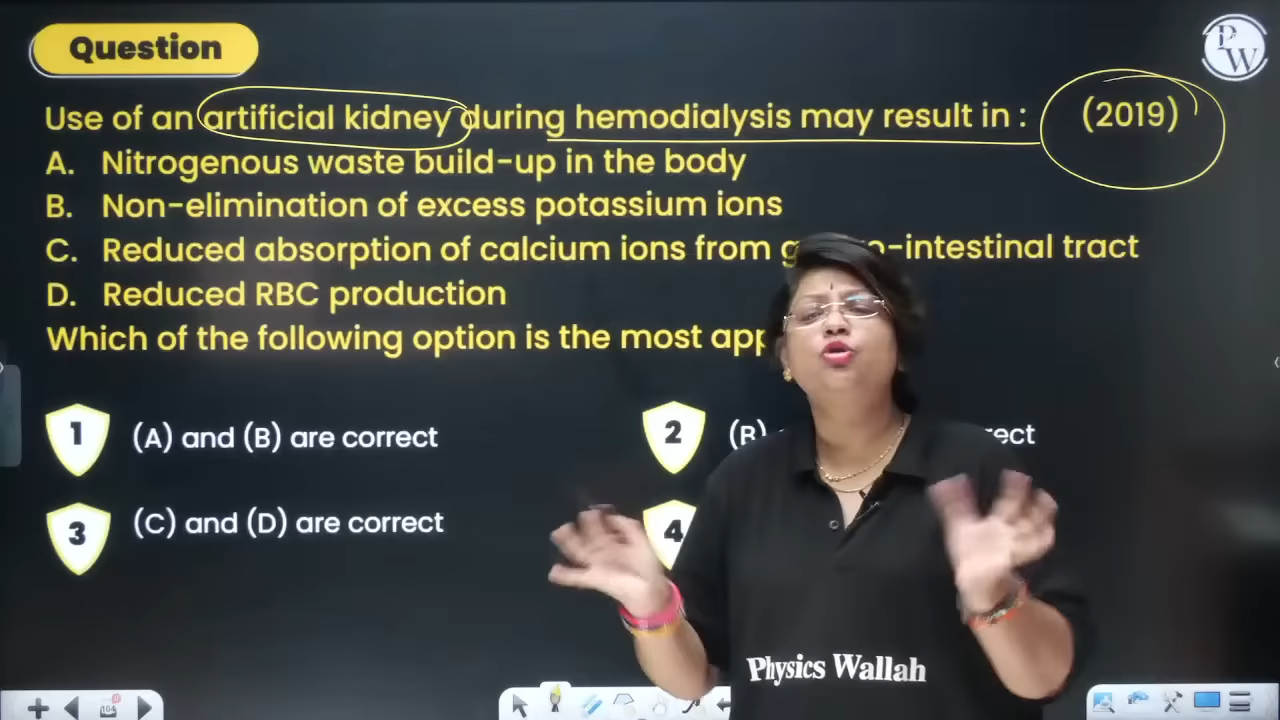 Question
PW
Use of an artificial kidney during hemodialysis may result in : (2019)
A. Nitrogenous waste build-up in the body
B. Non-elimination of excess potassium ions
C. Reduced absorption of calcium ions from -intestinal tract
D. Reduced RBC production
Which of the following option is the most
1 (A) and (B) are correct
2 (B)
3 (C) and (D) are correct
4
Physics Wallah